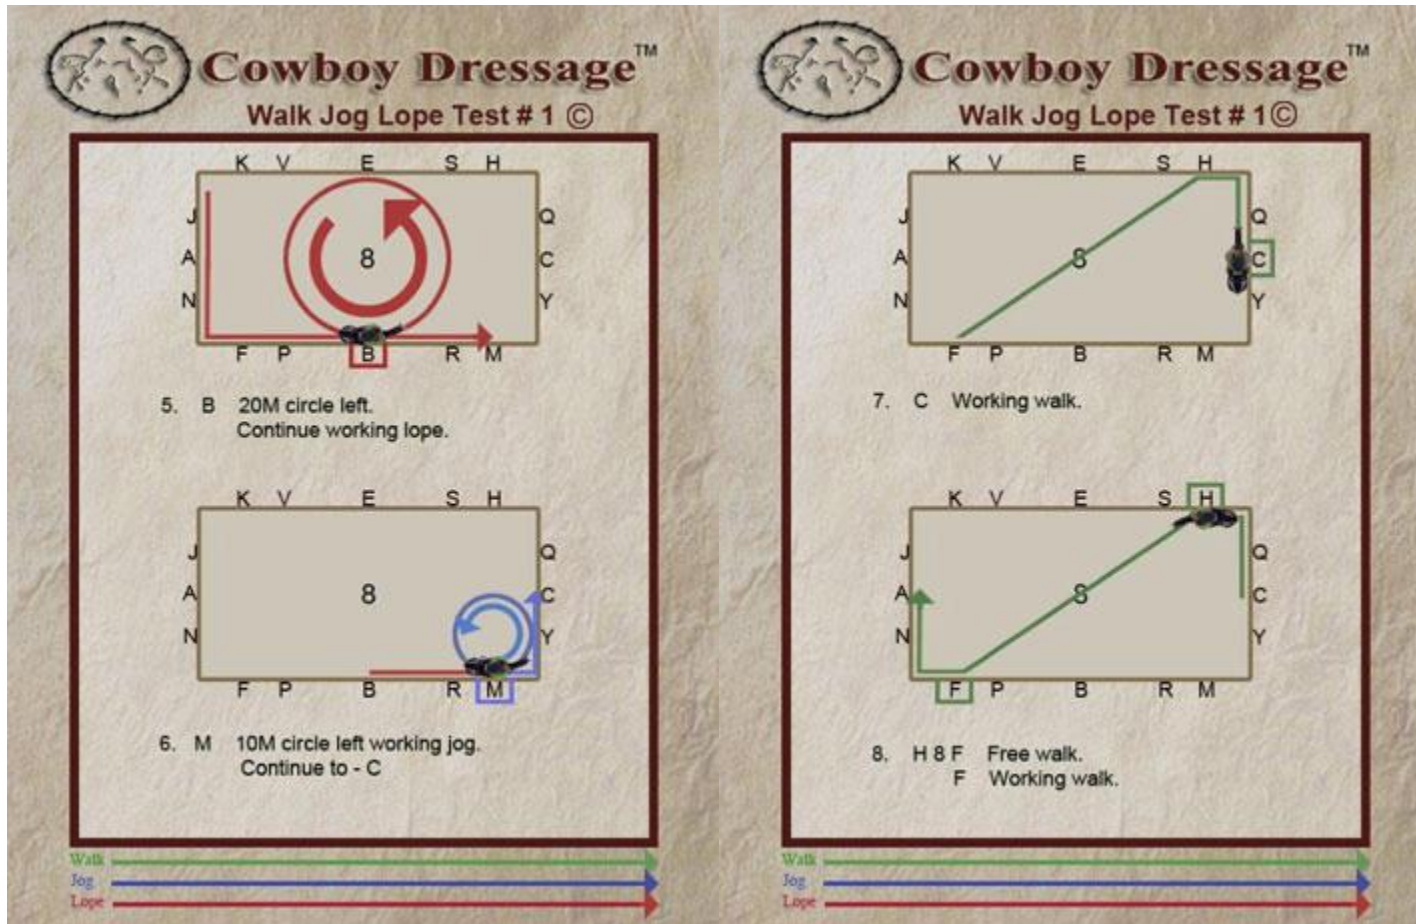 Cowboy Dressage™
Walk Jog Lope Test # 1 ©
K V E S H
J Q
A 8 C
N Y
F P B R M
5. B 20M circle left.
Continue working lope.
K V E S H
J Q
A 8 C
N Y
F P B R M
6. M 10M circle left working jog.
Continue to - C
Walk
Jog
Lope
Cowboy Dressage™
Walk Jog Lope Test # 1©
K V E S H
J Q
A 8 C
N Y
F P B R M
7. C Working walk.
K V E S H
J Q
A 8 C
N Y
F P B R M
8. H 8 F Free walk.
F Working walk.
Walk
Jog
Lope